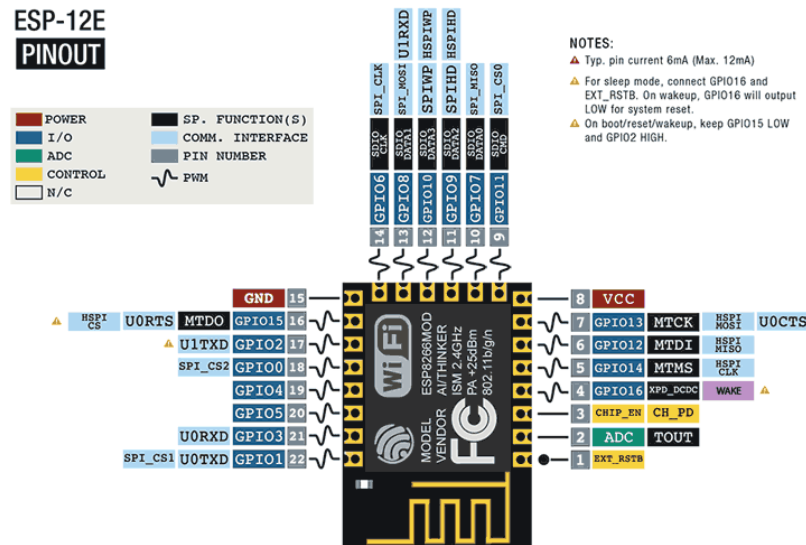 ESP-12E
PINOUT
POWER
I/O
ADC
CONTROL
N/C
SP. FUNCTION(S)
COMM. INTERFACE
PIN NUMBER
PWM
NOTES:
Typ. pin current 6mA (Max. 12mA)
For sleep mode, connect GPIO16 and
EXT_RSTB. On wakeup, GPIO16 will output
LOW for system reset.
On boot/reset/wakeup, keep GPIO15 LOW
and GPIO2 HIGH.
SPI_CLK SDIO CLK GPIO6 14
U1RXD SPI_MOSI SDIO DATA1 GPIO8 13
HSPIWP SPIWP SDIO DATA3 GPIO10 12
HSPIHD SPIHD SDIO DATA2 GPIO9 11
SPI_MISO SDIO DATA0 GPIO7 10
SPI_CS0 SDIO CMD GPIO11 9
GND 15
HSPI CS U0RTS MTDO GPIO15 16
U1TXD GPIO2 17
SPI_CS2 GPIO0 18
GPIO4 19
GPIO5 20
U0RXD GPIO3 21
SPI_CS1 U0TXD GPIO1 22
WiFi
ESP8266MOD
AI/THINKER
ISM 2.4GHz
PA +25dBm
802.11b/g/n
MODEL
VENDOR
FC
8 VCC
7 GPIO13 MTCK HSPI MOSI U0CTS
6 GPIO12 MTDI HSPI MISO
5 GPIO14 MTMS HSPI CLK
4 GPIO16 XPD_DCDC WAKE
3 CHIP_EN CH_PD
2 ADC TOUT
1 EXT_RSTB